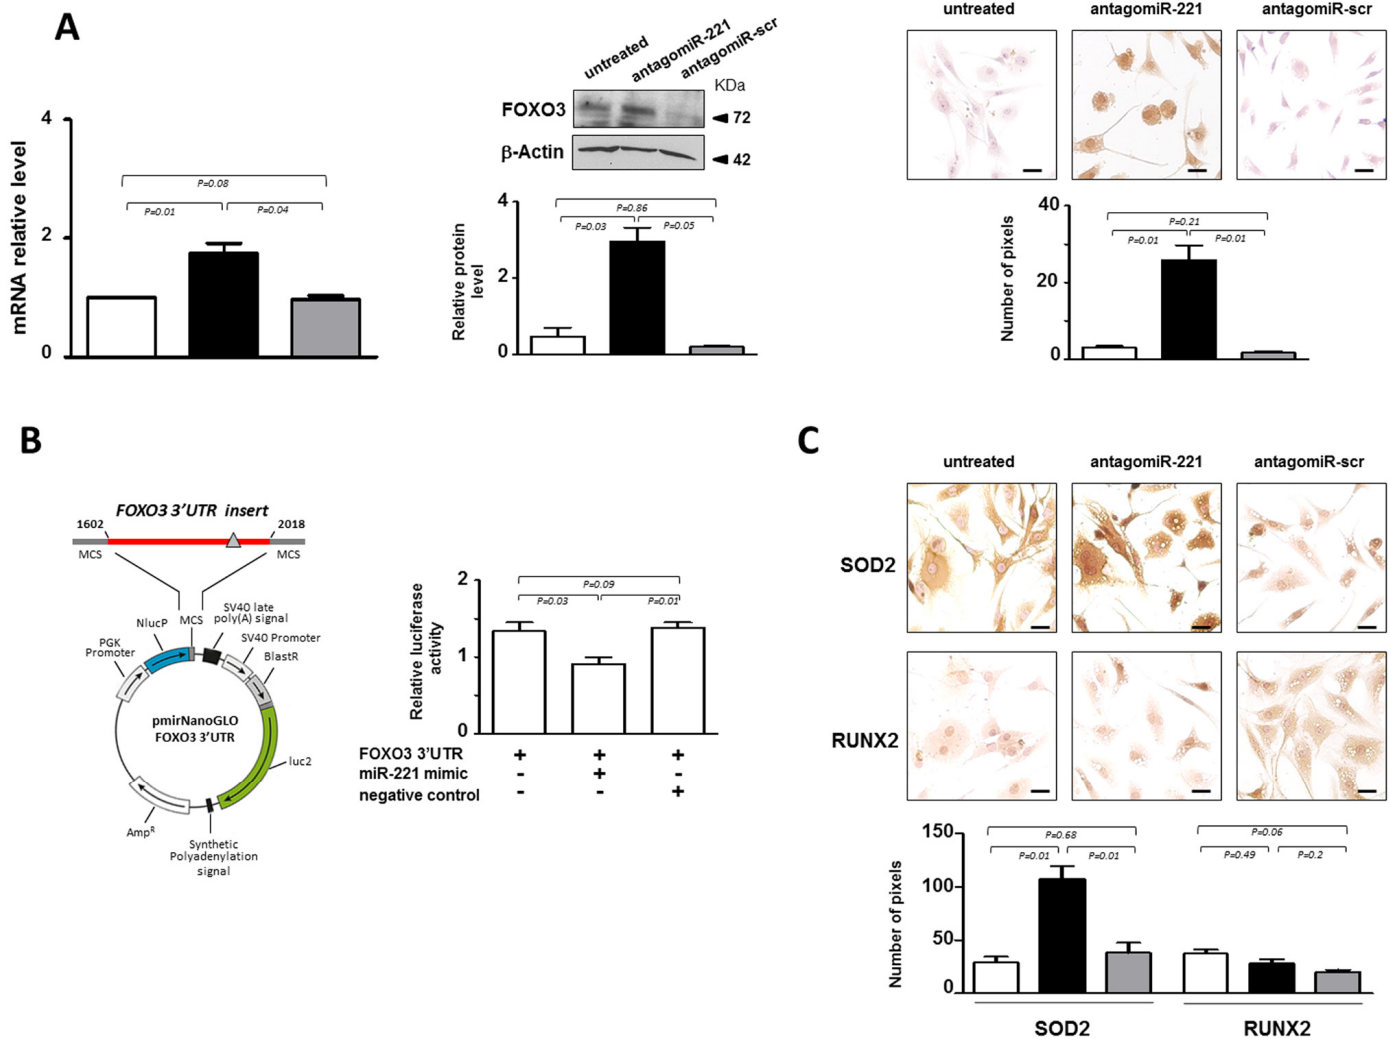 A
mRNA relative level
4
2
0
P=0.08
P=0.01
P=0.04
untreated
antagomiR-221
antagomiR-scr
KDa
FOXO3
72
β-Actin
42
Relative protein
level
4
2
0
P=0.86
P=0.03
P=0.05
untreated
antagomiR-221
antagomiR-scr
Number of pixels
40
20
0
P=0.21
P=0.01
P=0.01
B
FOXO3 3'UTR insert
1602
2018
MCS
MCS
SV40 late
poly(A) signal
NlucP
MCS
SV40 Promoter
PGK
Promoter
BlastR
pmirNanoGLO
FOXO3 3'UTR
luc2
AmpR
Synthetic
Polyadenylation
signal
Relative luciferase
activity
2
1
0
P=0.09
P=0.03
P=0.01
FOXO3 3'UTR + + +
miR-221 mimic - + -
negative control - - +
C
untreated
antagomiR-221
antagomiR-scr
SOD2
RUNX2
Number of pixels
150
100
50
0
P=0.68
P=0.01
P=0.01
P=0.06
P=0.49
P=0.2
SOD2
RUNX2